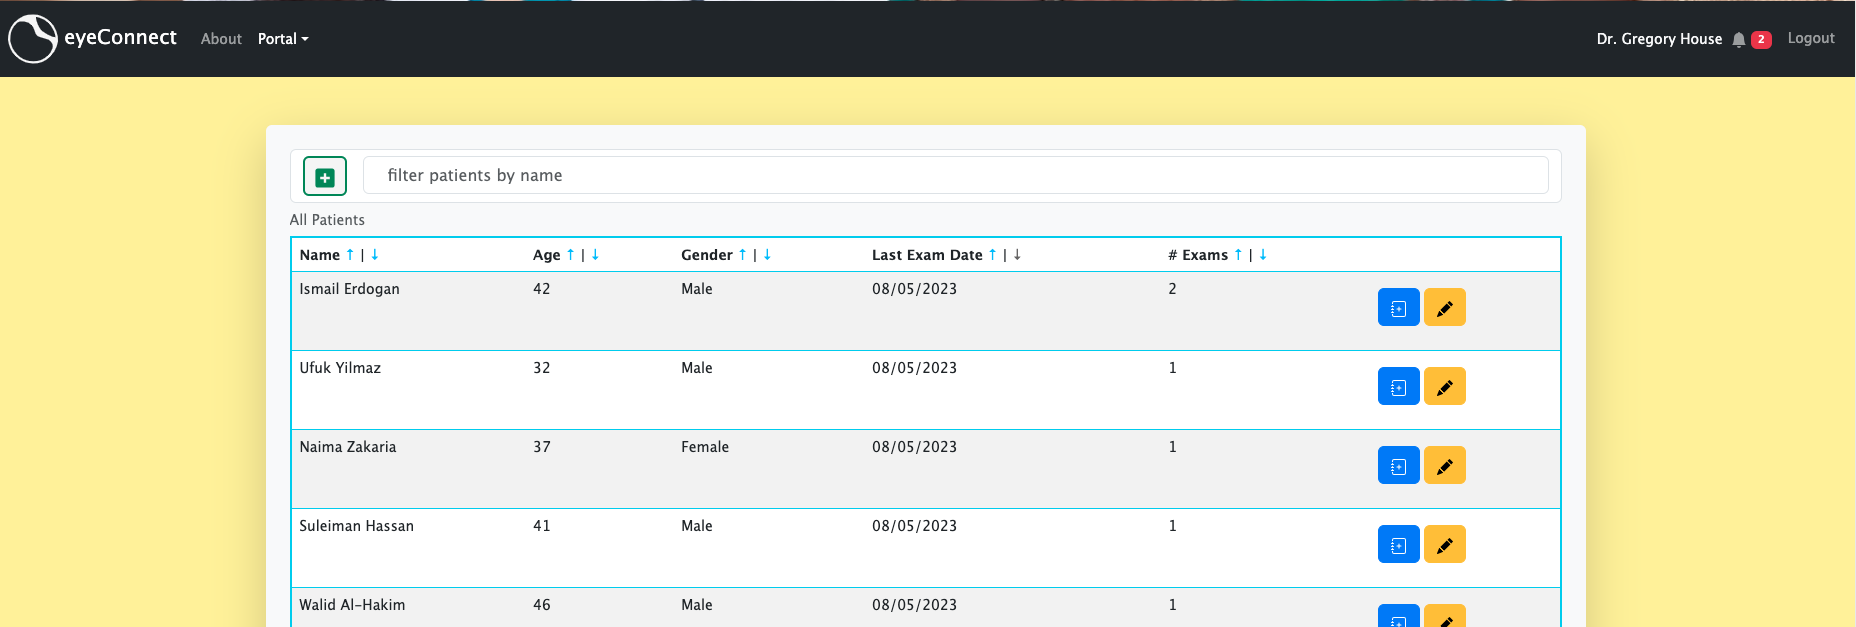 eyeConnect About Portal Dr. Gregory House 2 Logout
filter patients by name
All Patients
Name ↑ | ↓ Age ↑ | ↓ Gender ↑ | ↓ Last Exam Date ↑ | ↓ # Exams ↑ | ↓
Ismail Erdogan 42 Male 08/05/2023 2
Ufuk Yilmaz 32 Male 08/05/2023 1
Naima Zakaria 37 Female 08/05/2023 1
Suleiman Hassan 41 Male 08/05/2023 1
Walid Al-Hakim 46 Male 08/05/2023 1